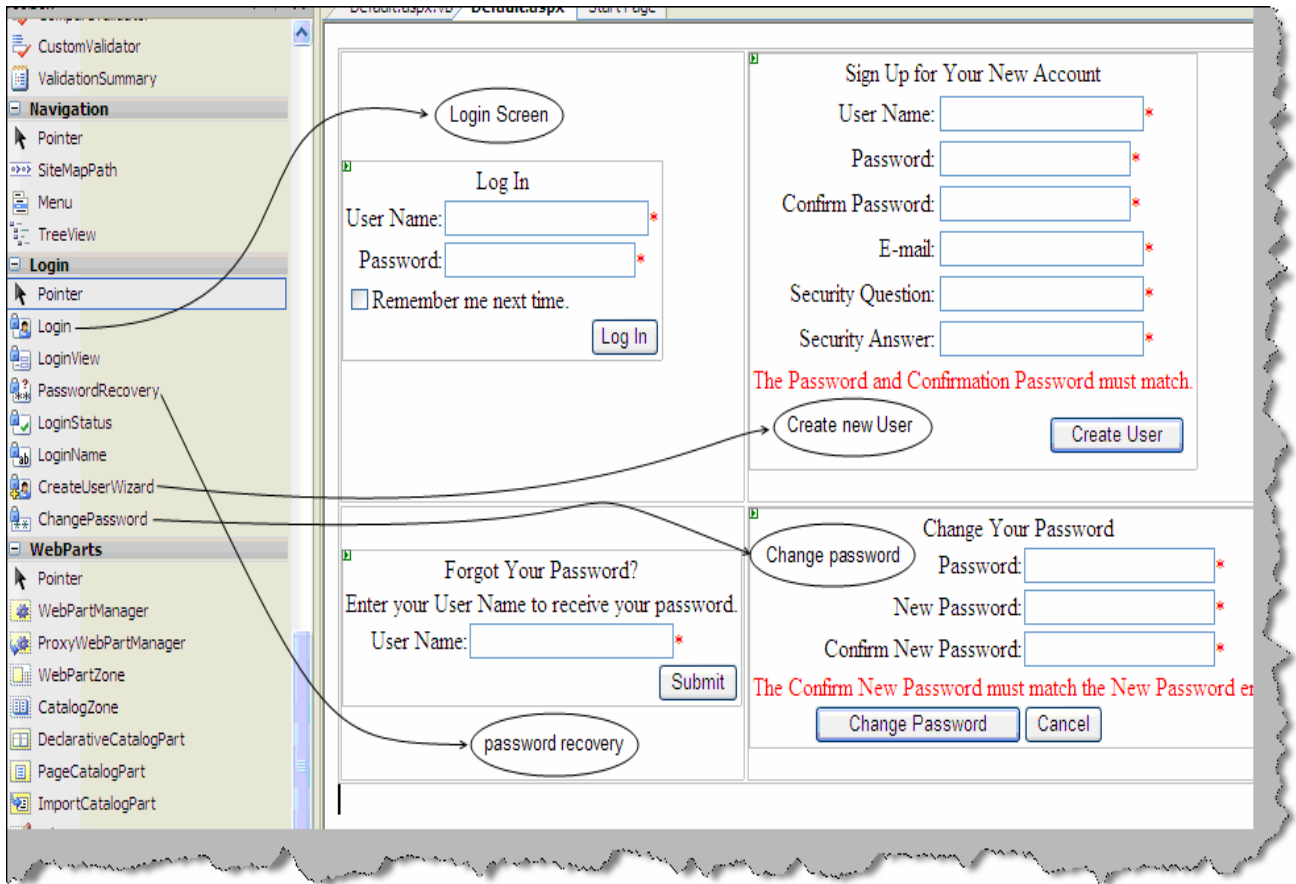 Default.aspx.vb Default.aspx Start Page
CustomValidator
ValidationSummary
Navigation
Pointer
SiteMapPath
Menu
TreeView
Login
Pointer
Login
LoginView
PasswordRecovery
LoginStatus
LoginName
CreateUserWizard
ChangePassword
WebParts
Pointer
WebPartManager
ProxyWebPartManager
WebPartZone
CatalogZone
DeclarativeCatalogPart
PageCatalogPart
ImportCatalogPart
Login Screen
Log In
User Name: *
Password: *
Remember me next time.
Log In
Sign Up for Your New Account
User Name: *
Password: *
Confirm Password: *
E-mail: *
Security Question: *
Security Answer: *
The Password and Confirmation Password must match.
Create new User
Create User
Forgot Your Password?
Enter your User Name to receive your password.
User Name: *
Submit
password recovery
Change password
Change Your Password
Password: *
New Password: *
Confirm New Password: *
The Confirm New Password must match the New Password en
Change Password Cancel